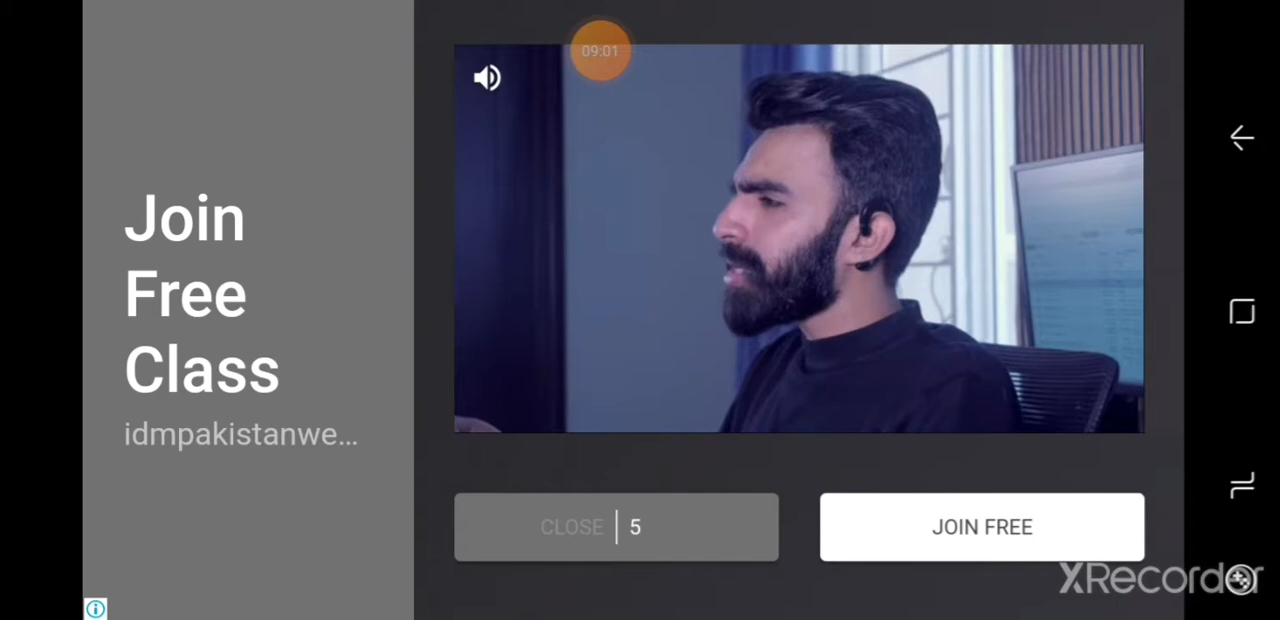 09:01
Join
Free
Class
idmpakistanwe...
CLOSE | 5
JOIN FREE
XRecorder